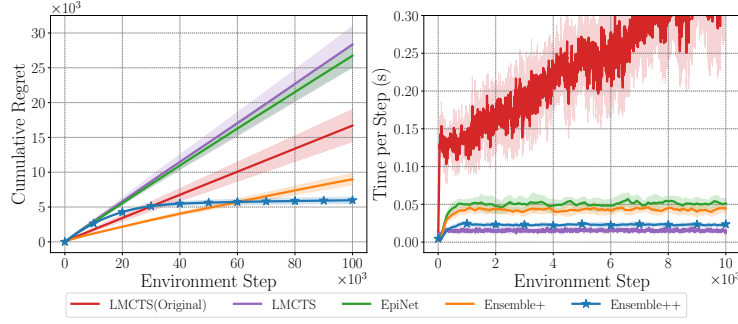 ×10³
30
25
20
15
10
5
0
Cumulative Regret
0 20 40 60 80 100
Environment Step
×10³
0.30
0.25
0.20
0.15
0.10
0.05
0.00
Time per Step (s)
0 2 4 6 8 10
Environment Step
×10³
LMCTS(Original) LMCTS EpiNet Ensemble+ Ensemble++